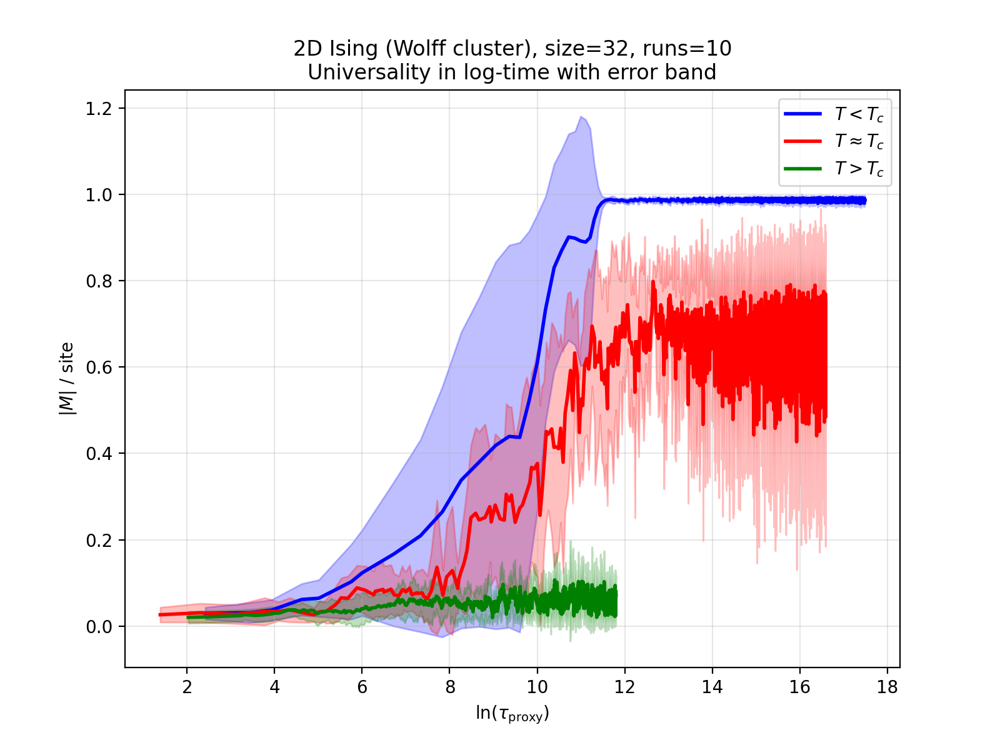 2D Ising (Wolff cluster), size=32, runs=10
Universality in log-time with error band
|M| / site
1.2
1.0
0.8
0.6
0.4
0.2
0.0
T < T_c
T ≈ T_c
T > T_c
2 4 6 8 10 12 14 16 18
ln(τ_proxy)